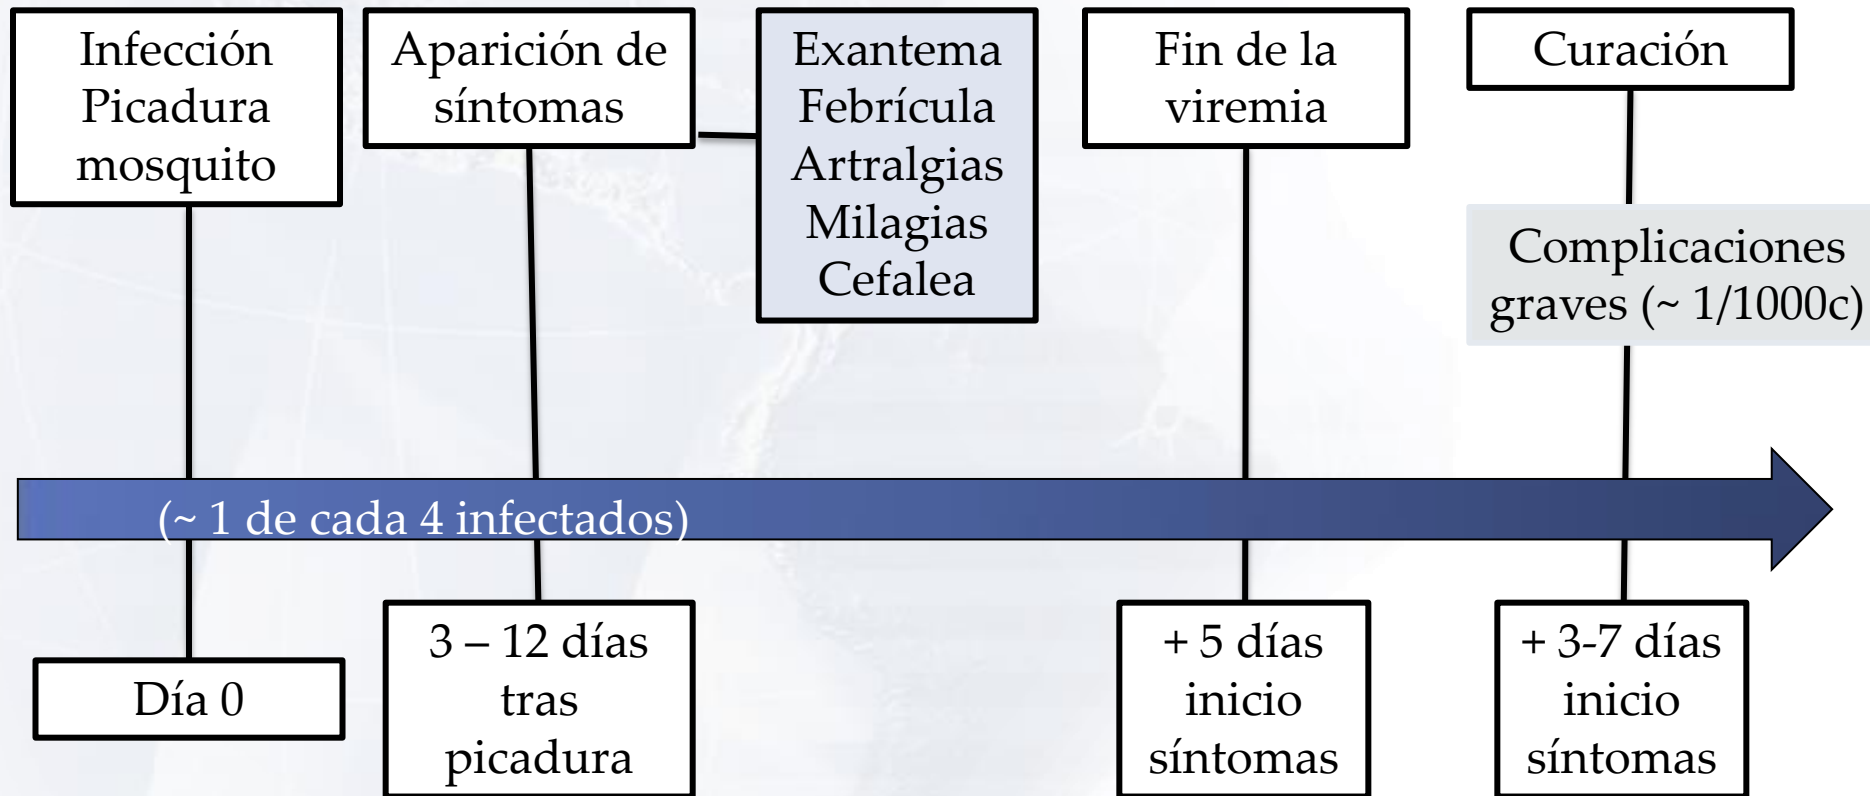 Infección
Picadura
mosquito
Aparición de
síntomas
Exantema
Febrícula
Artralgias
Milagias
Cefalea
Fin de la
viremia
Curación
Complicaciones
graves (~ 1/1000c)
(~ 1 de cada 4 infectados)
Día 0
3 – 12 días
tras
picadura
+ 5 días
inicio
síntomas
+ 3-7 días
inicio
síntomas